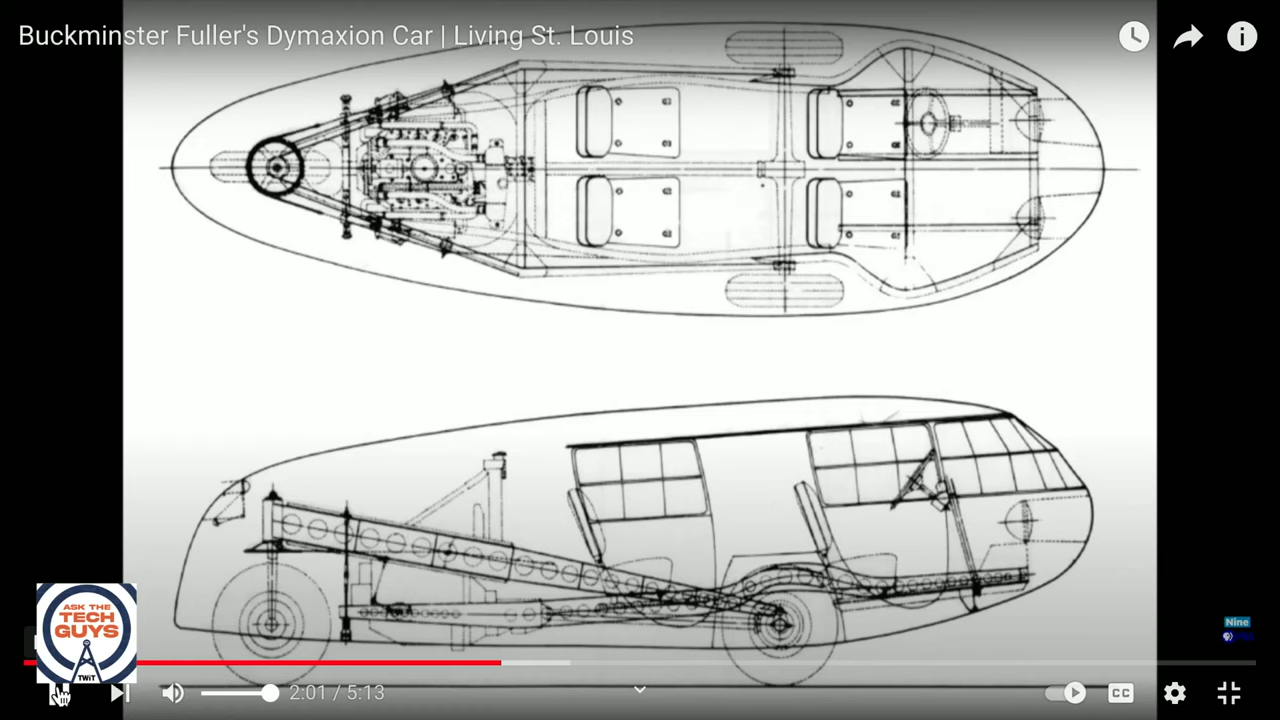 Buckminster Fuller's Dymaxion Car | Living St. Louis
ASK THE
TECH
GUYS
TWiT
Nine
2:01 / 5:13
CC